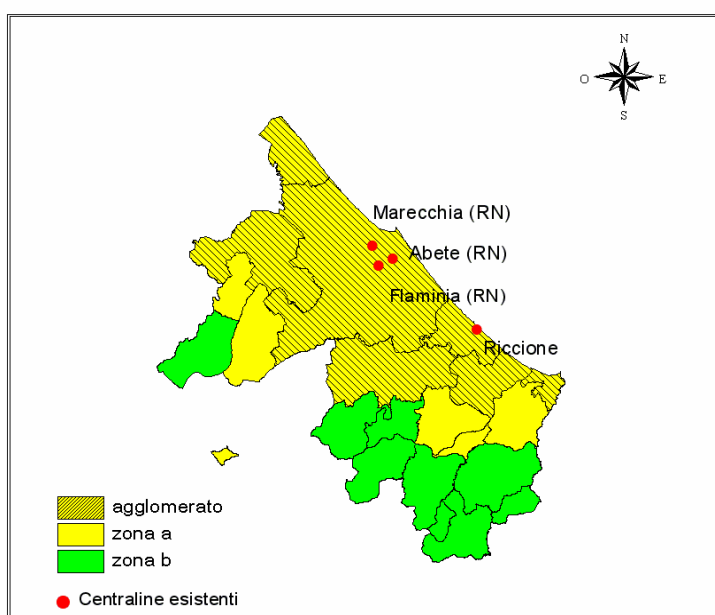 N
O
E
S
Marecchia (RN)
Abete (RN)
Flaminia (RN)
Riccione
agglomerato
zona a
zona b
Centraline esistenti